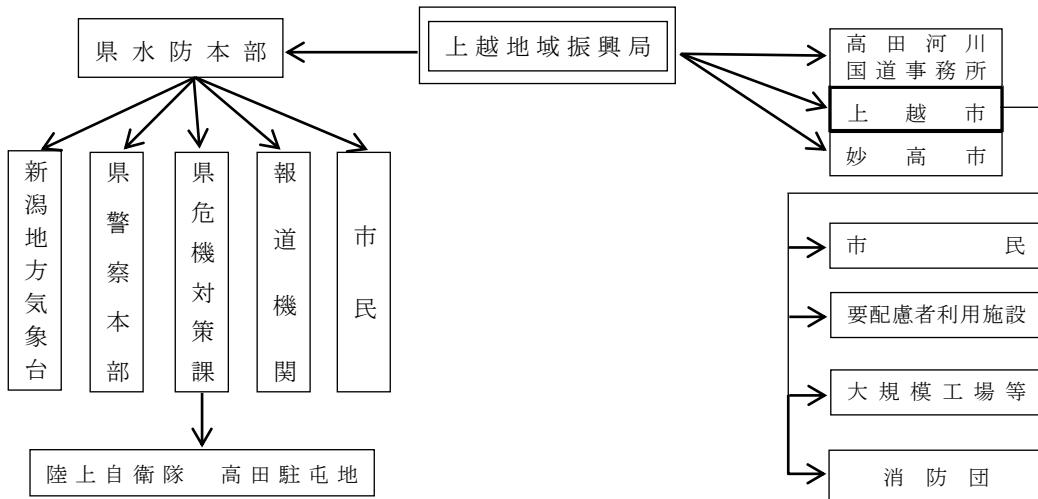 県水防本部
上越地域振興局
高田河川
国道事務所
上越市
妙高市
新潟地方気象台
県警察本部
県危機対策課
報道機関
市民
市民
要配慮者利用施設
大規模工場等
陸上自衛隊　高田駐屯地
消防団